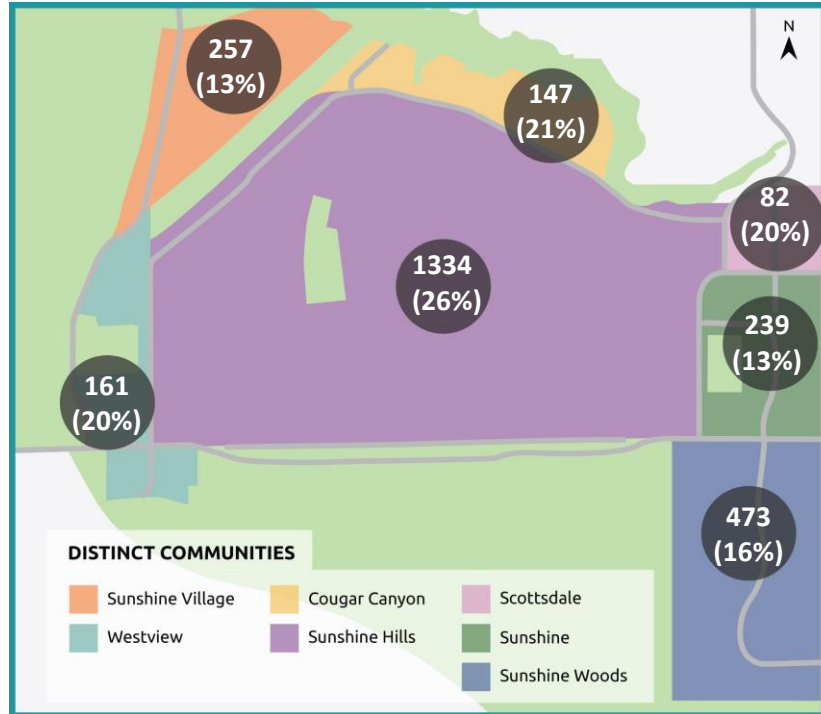 N
257
(13%)
147
(21%)
82
(20%)
1334
(26%)
239
(13%)
161
(20%)
473
(16%)
DISTINCT COMMUNITIES
Sunshine Village
Cougar Canyon
Scottsdale
Westview
Sunshine Hills
Sunshine
Sunshine Woods